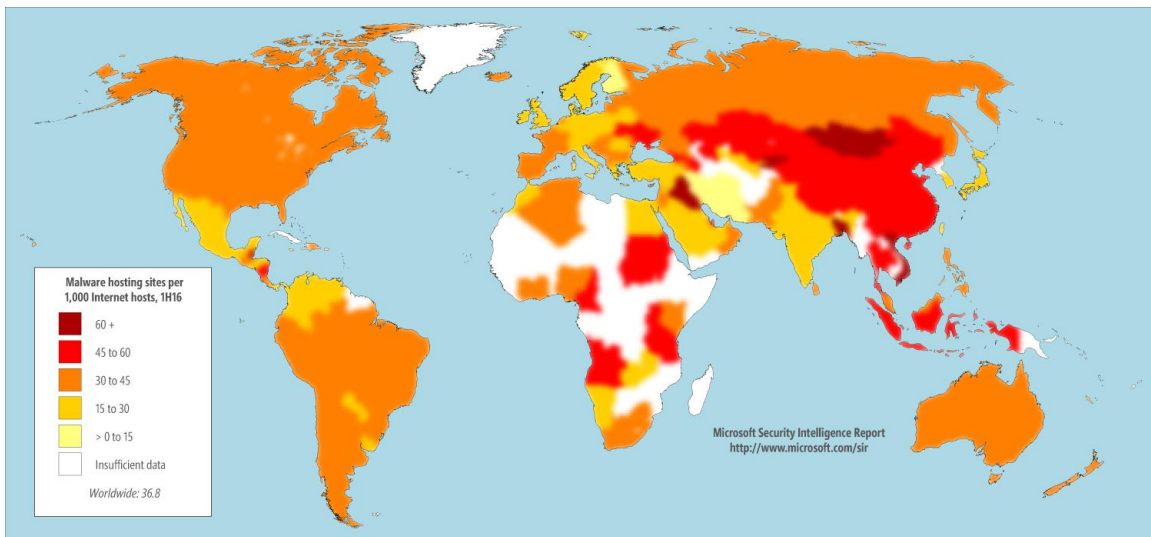 Malware hosting sites per
1,000 Internet hosts, 1H16
60 +
45 to 60
30 to 45
15 to 30
> 0 to 15
Insufficient data
Worldwide: 36.8
Microsoft Security Intelligence Report
http://www.microsoft.com/sir